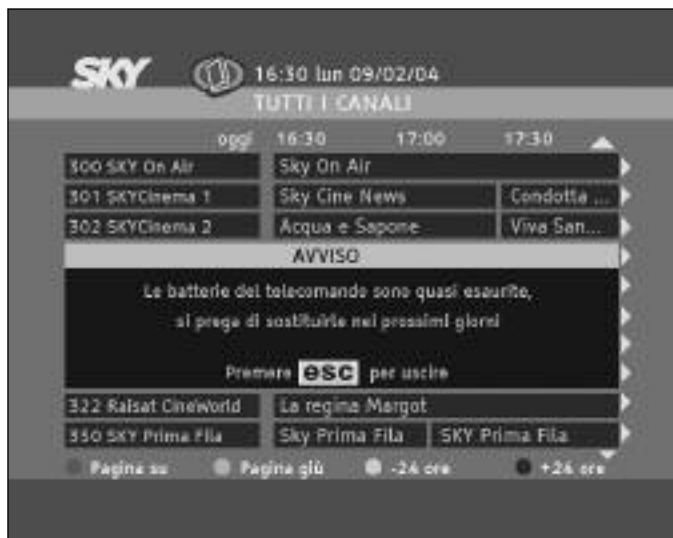 SKY 16:30 lun 09/02/04
TUTTI I CANALI
oggi 16:30 17:00 17:30
300 SKY On Air Sky On Air
301 SKYCinema 1 Sky Cine News Condotta ...
302 SKYCinema 2 Acqua e Sapone Viva San...
AVVISO
Le batterie del telecomando sono quasi esaurite,
si prega di sostituirle nei prossimi giorni
Premere esc per uscire
322 Raisat CineWorld La regina Margot
350 SKY Prima Fila Sky Prima Fila SKY Prima Fila
Pagina su Pagina giù -24 ore +24 ore